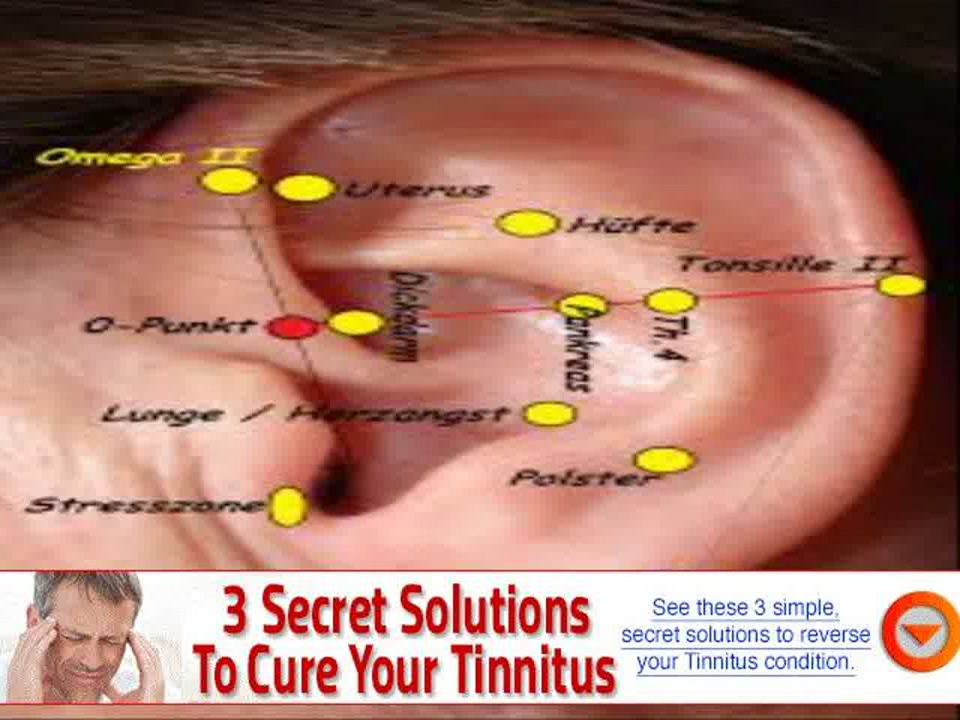 Omega II
Uterus
Hüfte
Tonsille II
O-Punkt
Dickdarm
Pankreas
Th. 4
Lunge / Herzangst
Polster
Stresszone
3 Secret Solutions
To Cure Your Tinnitus
See these 3 simple,
secret solutions to reverse
your Tinnitus condition.